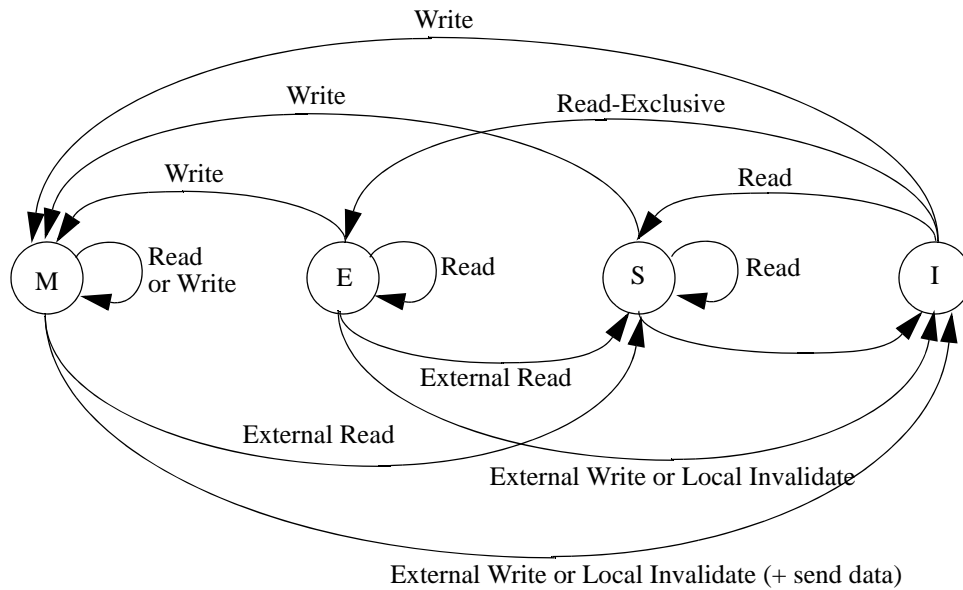 Write
Write
Read-Exclusive
Write
Read
M
Read
or Write
E
Read
S
Read
I
External Read
External Read
External Write or Local Invalidate
External Write or Local Invalidate (+ send data)